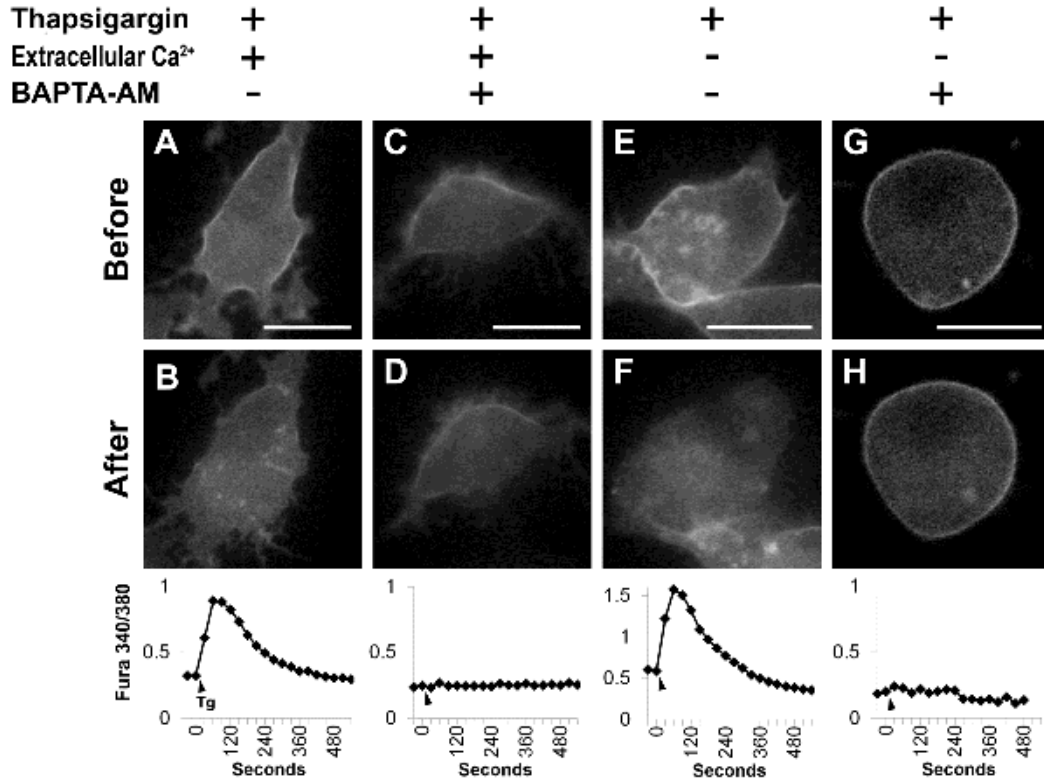 Thapsigargin + + + +
Extracellular Ca²⁺ + + - -
BAPTA-AM - + - +
A C E G
Before
B D F H
After
Fura 340/380
1 1 1.5 1
0.5 0.5 1 0.5
0.5
0 0 0 0
Tg
0 120 240 360 480 0 120 240 360 480 0 120 240 360 480 0 120 240 360 480
Seconds Seconds Seconds Seconds